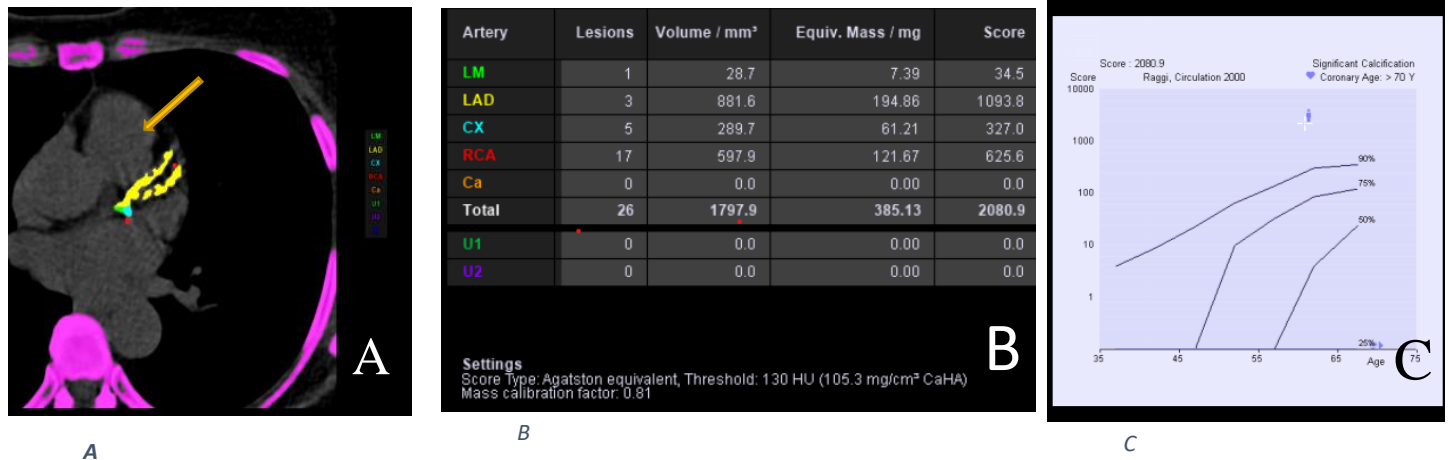 LM
LAD
CX
RCA
Ca
U1
U2
A
A
Artery Lesions Volume / mm³ Equiv. Mass / mg Score
LM 1 28.7 7.39 34.5
LAD 3 881.6 194.86 1093.8
CX 5 289.7 61.21 327.0
RCA 17 597.9 121.67 625.6
Ca 0 0.0 0.00 0.0
Total 26 1797.9 385.13 2080.9
U1 0 0.0 0.00 0.0
U2 0 0.0 0.00 0.0
B
Settings
Score Type: Agatston equivalent, Threshold: 130 HU (105.3 mg/cm³ CaHA)
Mass calibration factor: 0.81
B
Score : 2080.9 Significant Calcification
Score Raggi, Circulation 2000 Coronary Age: > 70 Y
10000
1000
90%
75%
100
50%
10
1
25%
35 45 55 65 75
Age
C
C